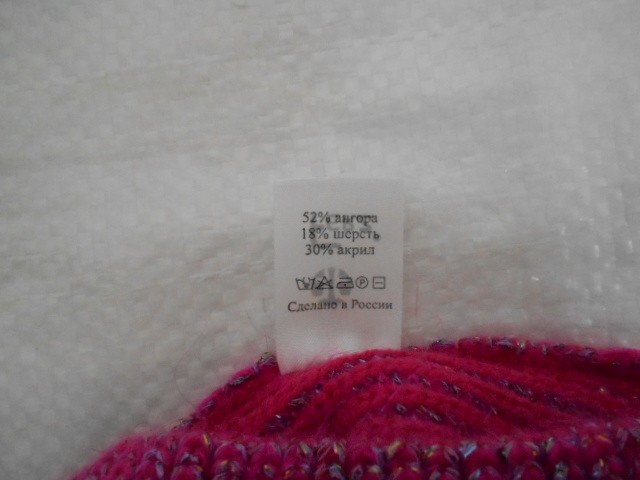 52% ангора
18% шерсть
30% акрил
Сделано в России